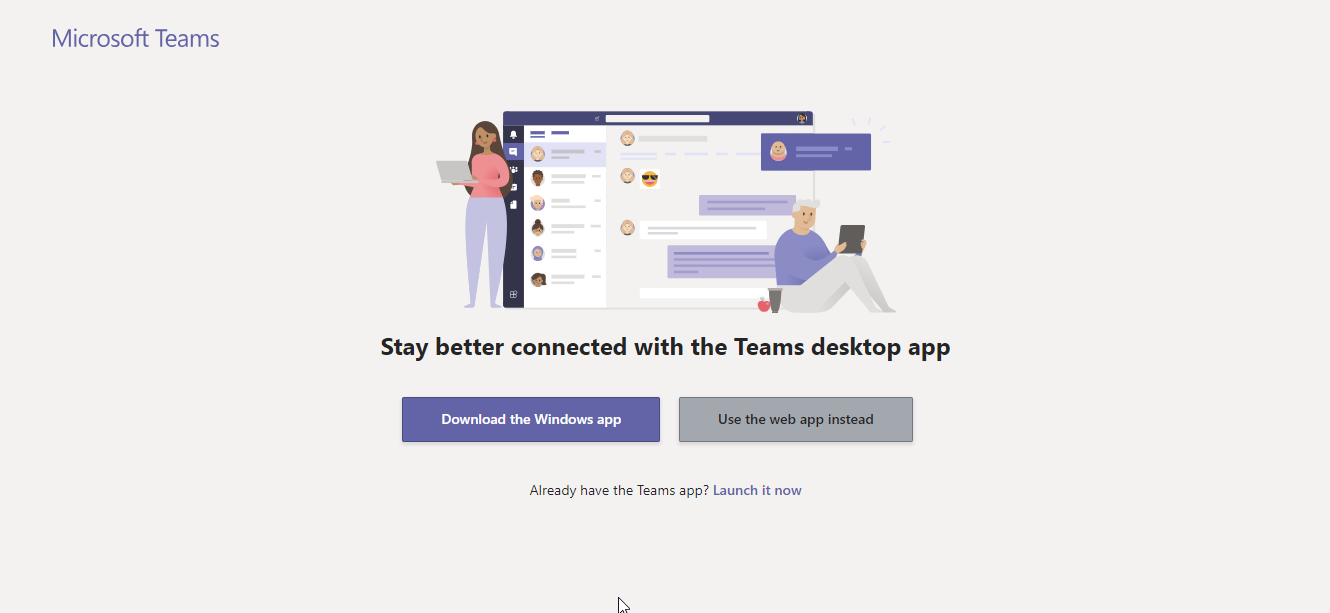 Microsoft Teams
Stay better connected with the Teams desktop app
Download the Windows app
Use the web app instead
Already have the Teams app? Launch it now